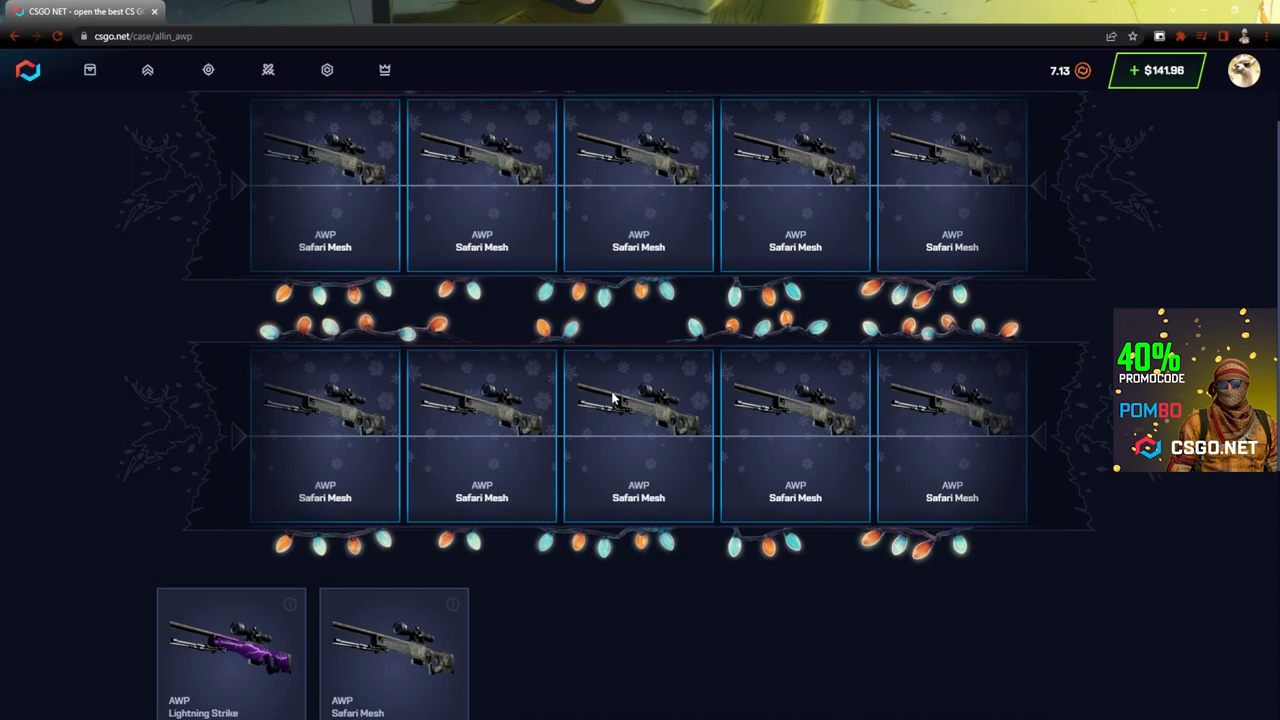 CSGO NET - open the best CS G
csgo.net/case/allin_awp
7.13
+ $141.96
AWP AWP AWP AWP AWP
Safari Mesh Safari Mesh Safari Mesh Safari Mesh Safari Mesh
40%
PROMOCODE
POMBO
CSGO.NET
AWP AWP AWP AWP AWP
Safari Mesh Safari Mesh Safari Mesh Safari Mesh Safari Mesh
AWP AWP
Lightning Strike Safari Mesh